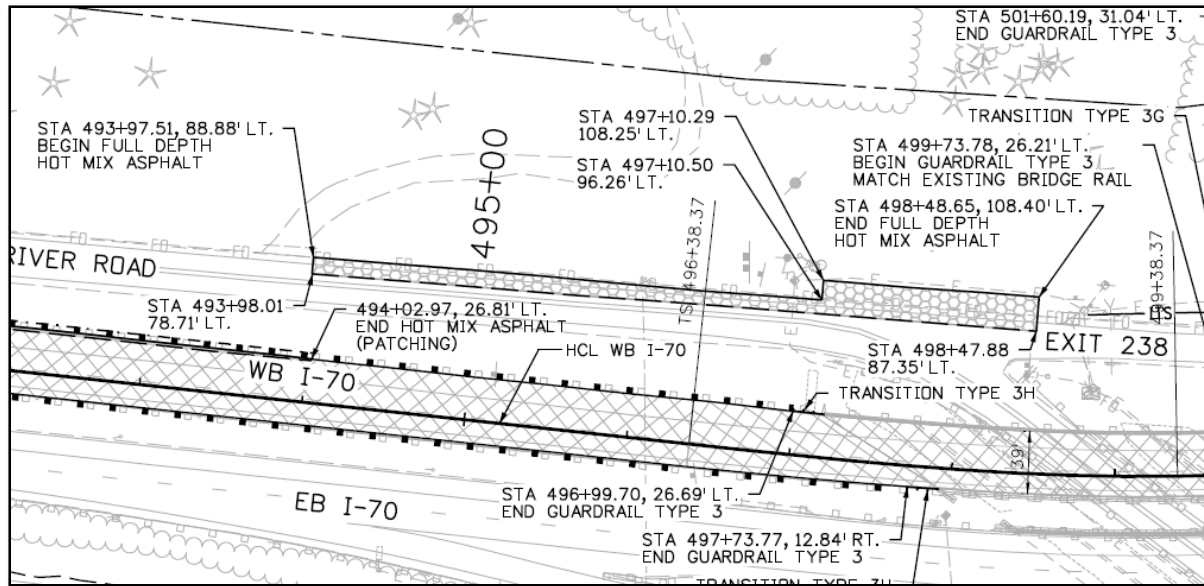 STA 501+60.19, 31.04' LT.
END GUARDRAIL TYPE 3
TRANSITION TYPE 3G
STA 493+97.51, 88.88' LT.
BEGIN FULL DEPTH
HOT MIX ASPHALT
495+00
STA 497+10.29
108.25' LT.
STA 497+10.50
96.26' LT.
STA 499+73.78, 26.21' LT.
BEGIN GUARDRAIL TYPE 3
MATCH EXISTING BRIDGE RAIL
STA 498+48.65, 108.40' LT.
END FULL DEPTH
HOT MIX ASPHALT
TS 496+38.37
499+38.37
RIVER ROAD
STA 493+98.01
78.71' LT.
494+02.97, 26.81' LT.
END HOT MIX ASPHALT
(PATCHING)
HCL WB I-70
WB I-70
ITS
EXIT 238
STA 498+47.88
87.35' LT.
TRANSITION TYPE 3H
39'
STA 496+99.70, 26.69' LT.
END GUARDRAIL TYPE 3
EB I-70
STA 497+73.77, 12.84' RT.
END GUARDRAIL TYPE 3
TRANSITION TYPE 3H